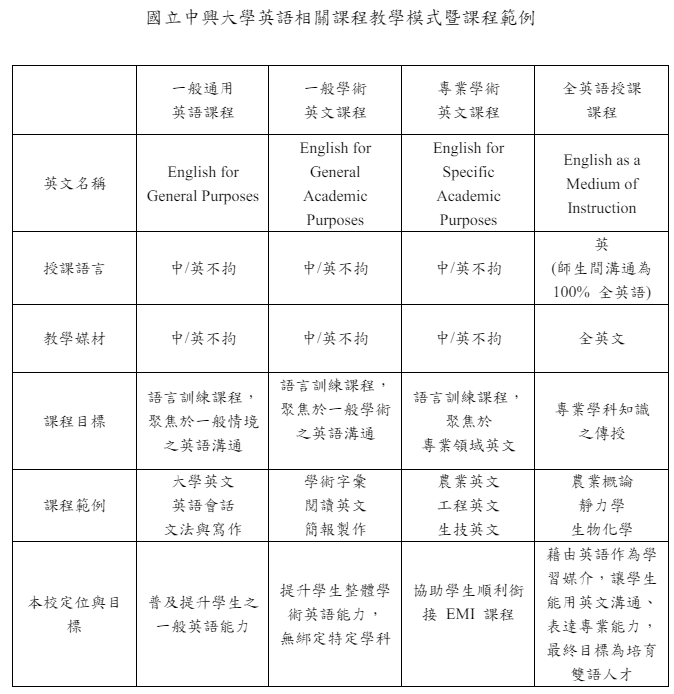 國立中興大學英語相關課程教學模式暨課程範例
一般通用
英語課程
一般學術
英文課程
專業學術
英文課程
全英語授課
課程
英文名稱
English for
General Purposes
English for
General
Academic
Purposes
English for
Specific
Academic
Purposes
English as a
Medium of
Instruction
授課語言
中/英不拘
中/英不拘
中/英不拘
英
(師生間溝通為
100% 全英語)
教學媒材
中/英不拘
中/英不拘
中/英不拘
全英文
課程目標
語言訓練課程，
聚焦於一般情境
之英語溝通
語言訓練課程，
聚焦於一般學術
之英語溝通
語言訓練課程，
聚焦於
專業領域英文
專業學科知識
之傳授
課程範例
大學英文
英語會話
文法與寫作
學術字彙
閱讀英文
簡報製作
農業英文
工程英文
生技英文
農業概論
靜力學
生物化學
本校定位與目
標
普及提升學生之
一般英語能力
提升學生整體學
術英語能力，
無綁定特定學科
協助學生順利銜
接 EMI 課程
藉由英語作為學
習媒介，讓學生
能用英文溝通、
表達專業能力，
最終目標為培育
雙語人才